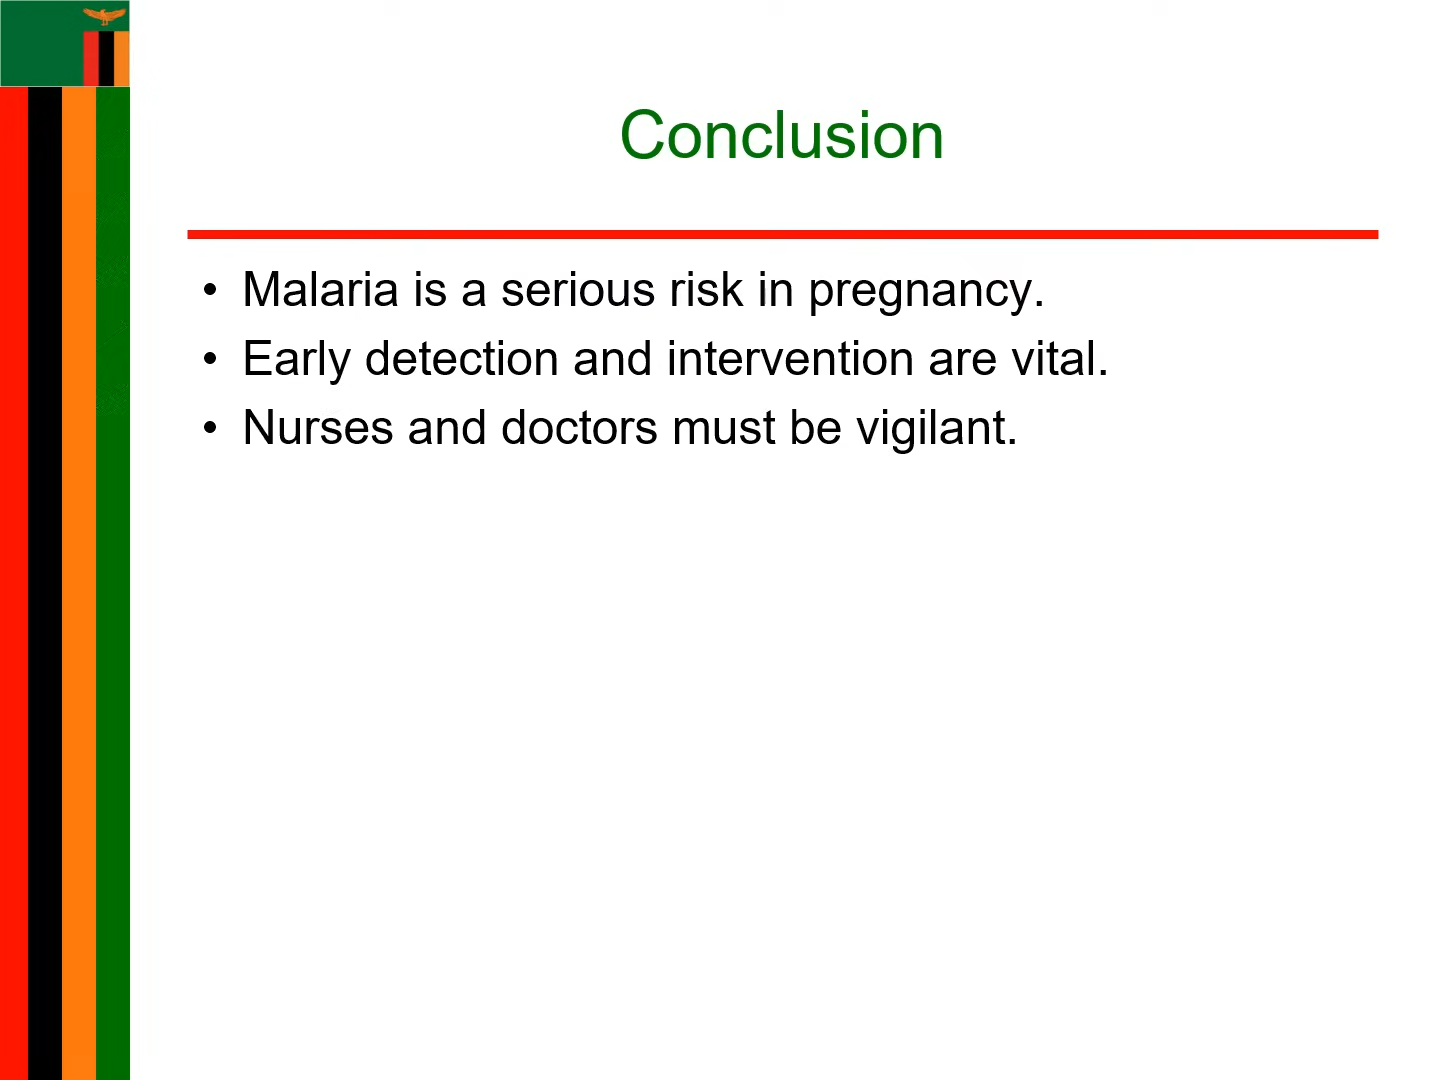 Conclusion
• Malaria is a serious risk in pregnancy.
• Early detection and intervention are vital.
• Nurses and doctors must be vigilant.